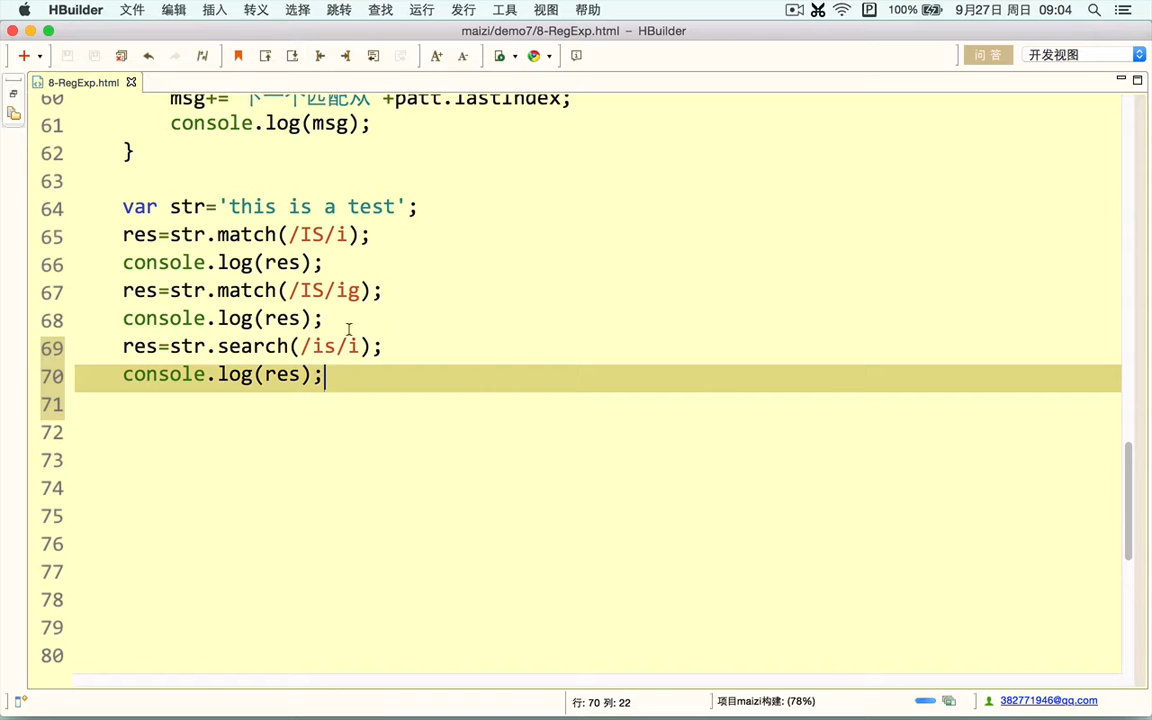 HBuilder 文件 编辑 插入 转义 选择 跳转 查找 运行 发行 工具 视图 帮助 100% 9月27日 周日 09:04
maizi/demo7/8-RegExp.html – HBuilder
问 答 开发视图
8-RegExp.html
60 msg+= '下一个匹配从 '+patt.lastIndex;
61 console.log(msg);
62 }
63
64 var str='this is a test';
65 res=str.match(/IS/i);
66 console.log(res);
67 res=str.match(/IS/ig);
68 console.log(res);
69 res=str.search(/is/i);
70 console.log(res);
71
72
73
74
75
76
77
78
79
80
行: 70 列: 22 项目maizi构建: (78%) 382771946@qq.com